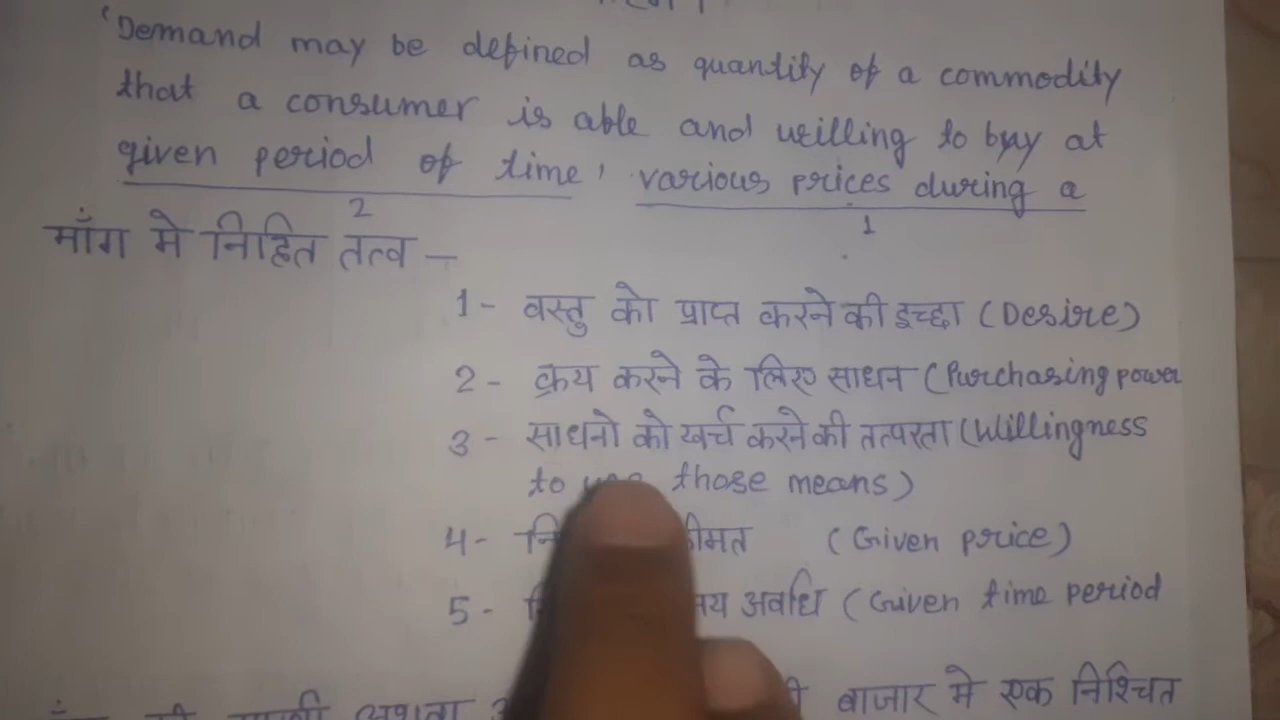 'Demand may be defined as quantity of a commodity
that a consumer is able and willing to buy at
given period of time' various prices during a
2 1
माँग मे निहित तत्व –
1 - वस्तु को प्राप्त करने की इच्छा (Desire)
2 - क्रय करने के लिए साधन (Purchasing power
3 - साधनो को खर्च करने की तत्परता (Willingness
to use those means)
4 - कीमत (Given price)
5 - अवधि (Given time period
बाजार मे एक निश्चित